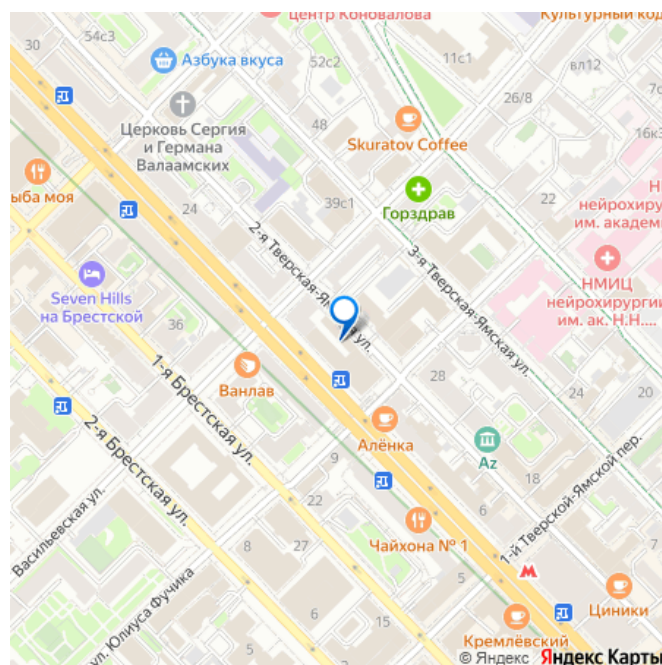 центр Коновалова
Культурный код
54с3
30
Азбука вкуса
52с2
11с1
вл12
7с
26/8
16к3
Церковь Сергия
и Германа
Валаамских
48
Skuratov Coffee
ыба моя
24
39с1
Горздрав
22
Н
нейрохирур
им. академ
2-я Тверская-Ямская ул.
3-я Тверская-Ямская ул.
НМИЦ
нейрохирургии
им. ак. Н.Н....
Seven Hills
на Брестской
36
Ванлав
28
24
20
Алёнка
1-я Брестская ул.
2-я Брестская ул.
9
Az
18
6
1-й Тверской-Ямской пер.
22
Васильевская ул.
Чайхона № 1
8
27
5
ул. Юлиуса Фучика
6
15
5
Циники
Кремлёвский
© Яндекс Яндекс Карты